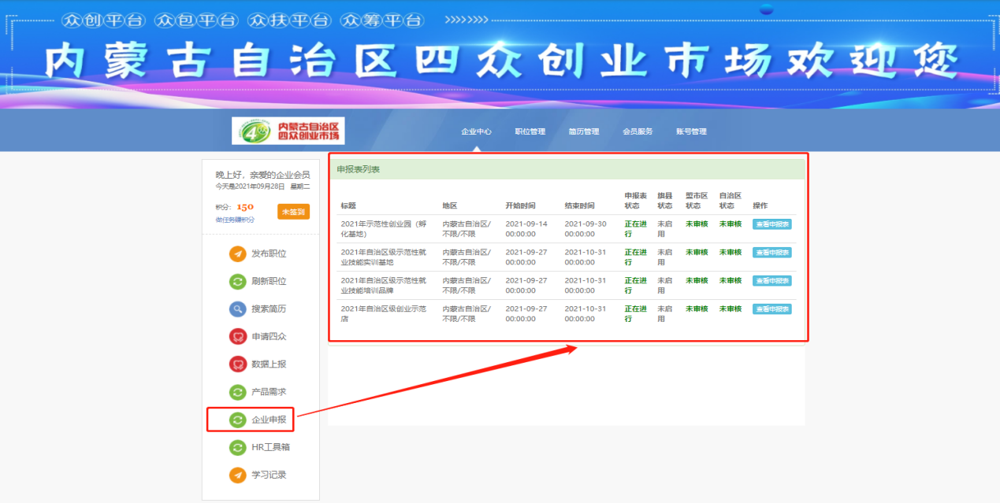 众创平台 众包平台 众扶平台 众筹平台 >>>>>>>>
内蒙古自治区四众创业市场欢迎您
内蒙古自治区
四众创业市场
企业中心 职位管理 简历管理 会员服务 账号管理
晚上好，亲爱的企业会员
今天是2021年09月28日 星期二
积分：150
未签到
做任务赚积分
发布职位
刷新职位
搜索简历
申请四众
数据上报
产品需求
企业申报
HR工具箱
学习记录
申报表列表
标题 地区 开始时间 结束时间 申报表状态 旗县状态 盟市区状态 自治区状态 操作
2021年示范性创业园（孵 内蒙古自治区/ 2021-09-14 2021-09-30 正在进 未启 未审核 未审核 查看申报表
化基地） 不限/不限 00:00:00 00:00:00 行 用
2021年自治区级示范性就 内蒙古自治区/ 2021-09-27 2021-10-31 正在进 未启 未审核 未审核 查看申报表
业技能实训基地 不限/不限 00:00:00 00:00:00 行 用
2021年自治区级示范性就 内蒙古自治区/ 2021-09-27 2021-10-31 正在进 未启 未审核 未审核 查看申报表
业技能培训品牌 不限/不限 00:00:00 00:00:00 行 用
2021年自治区级创业示范 内蒙古自治区/ 2021-09-27 2021-10-31 正在进 未启 未审核 未审核 查看申报表
店 不限/不限 00:00:00 00:00:00 行 用